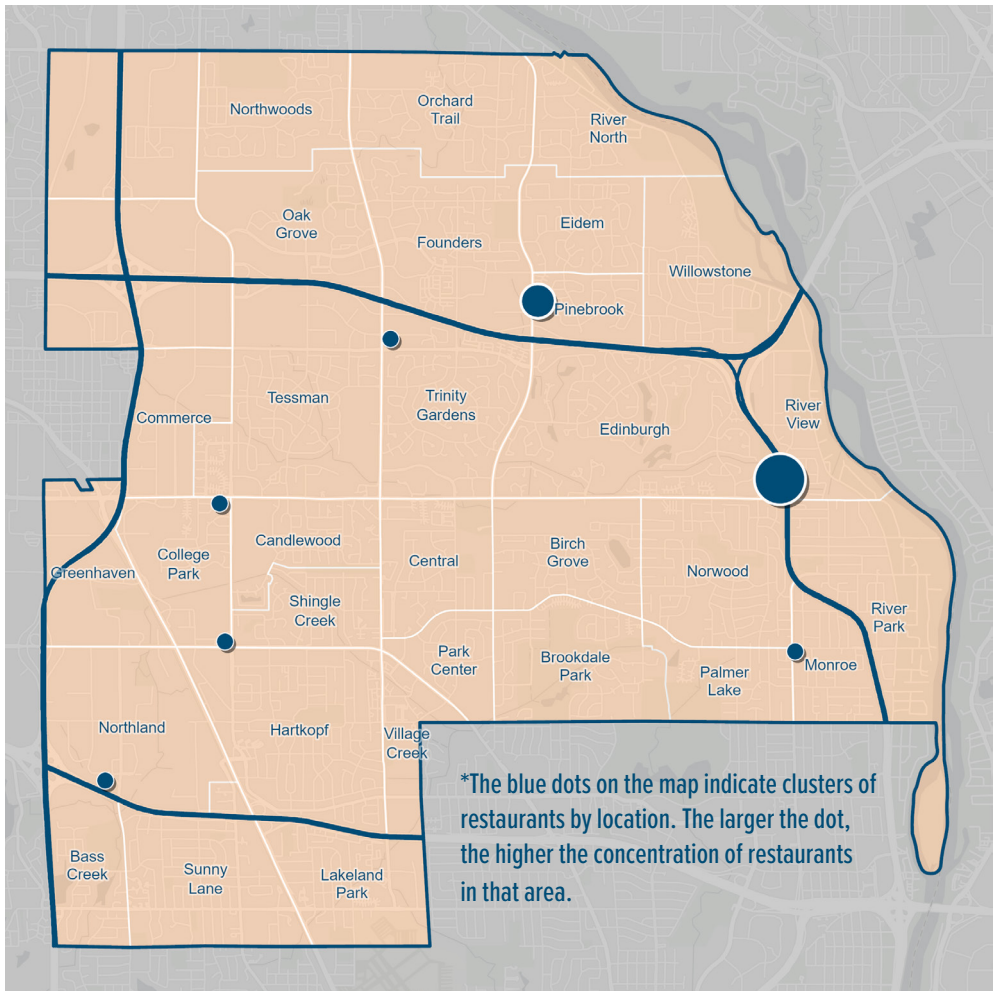 Northwoods
Orchard
Trail
River
North
Oak
Grove
Founders
Eidem
Willowstone
Pinebrook
Commerce
Tessman
Trinity
Gardens
Edinburgh
River
View
Greenhaven
College
Park
Candlewood
Shingle
Creek
Central
Birch
Grove
Norwood
River
Park
Park
Center
Brookdale
Park
Palmer
Lake
Monroe
Northland
Hartkopf
Village
Creek
*The blue dots on the map indicate clusters of
restaurants by location. The larger the dot,
the higher the concentration of restaurants
in that area.
Bass
Creek
Sunny
Lane
Lakeland
Park